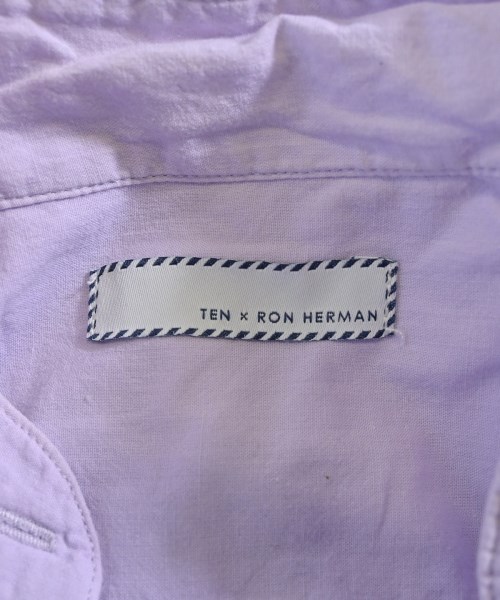 TEN × RON HERMAN